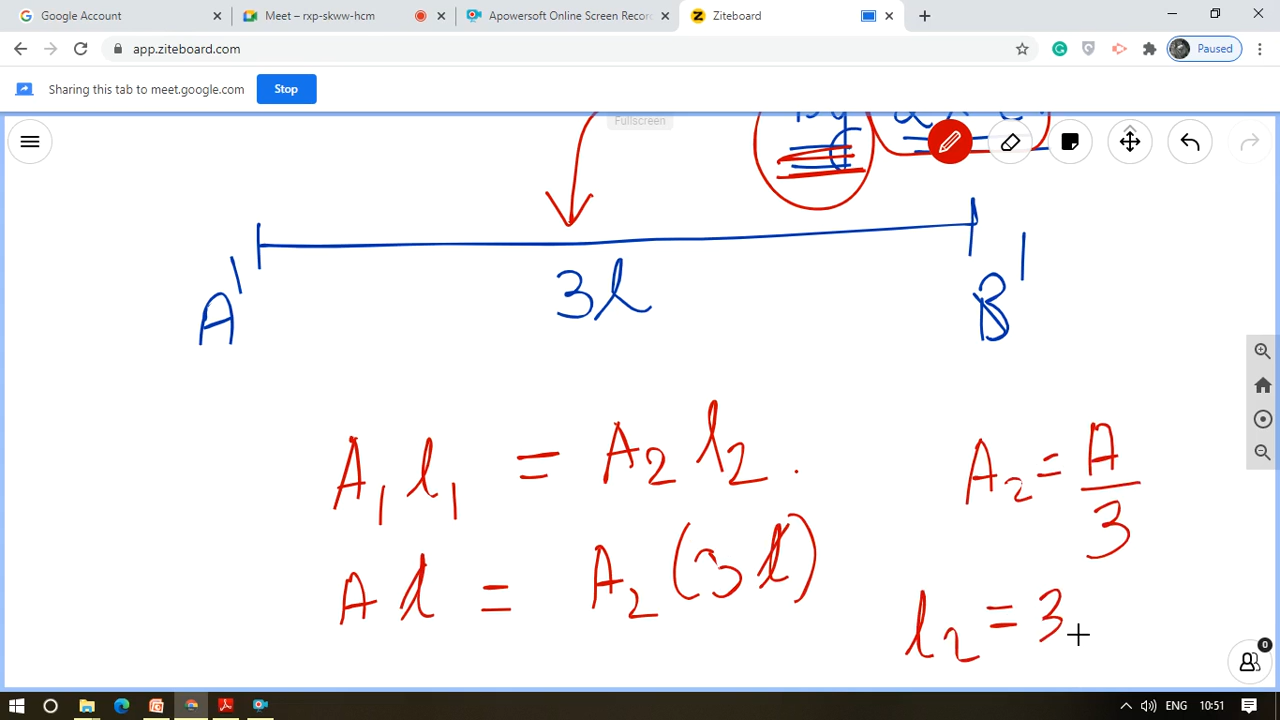 Google Account
Meet – rxp-skww-hcm
Apowersoft Online Screen Recor
Ziteboard
app.ziteboard.com
Paused
Sharing this tab to meet.google.com
Stop
Fullscreen
3l
A'
B'
A₁ l₁ = A₂ l₂ .
A₂ = A/3
A l = A₂ (3l)
l₂ = 3
0
ENG
10:51